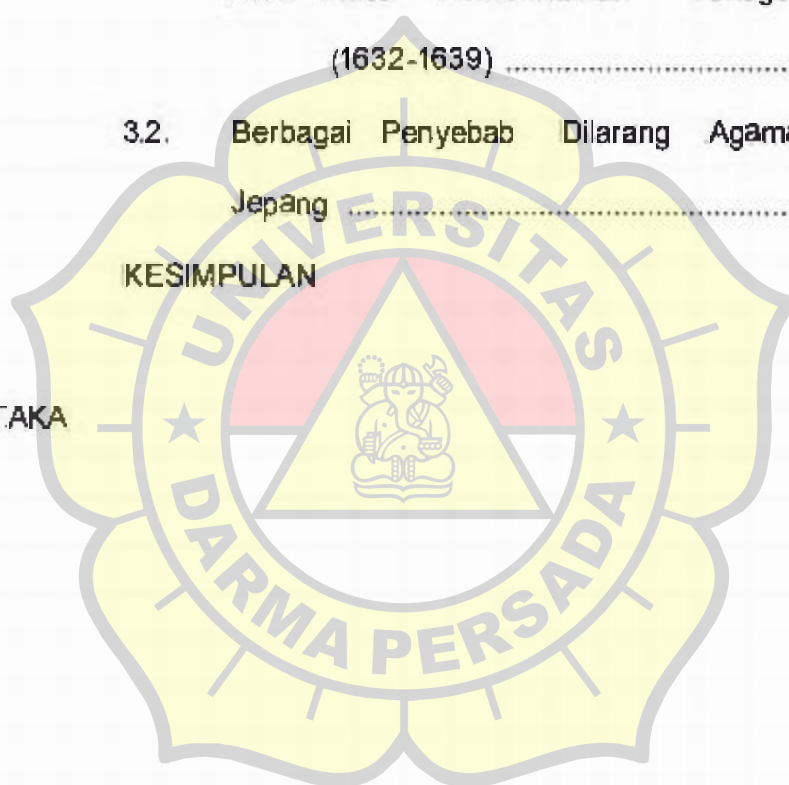 (1632-1639) ........................................
3.2. Berbagai Penyebab Dilarang Agama
Jepang ........................................
KESIMPULAN
TAKA
UNIVERSITAS
DARMA PERSADA